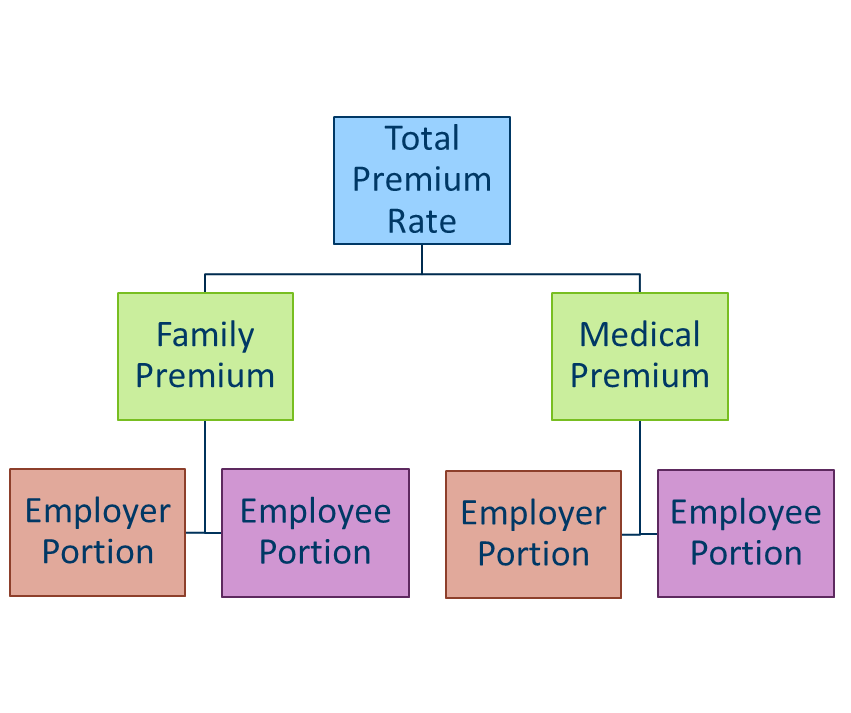 Total
Premium
Rate
Family
Premium
Medical
Premium
Employer
Portion
Employee
Portion
Employer
Portion
Employee
Portion